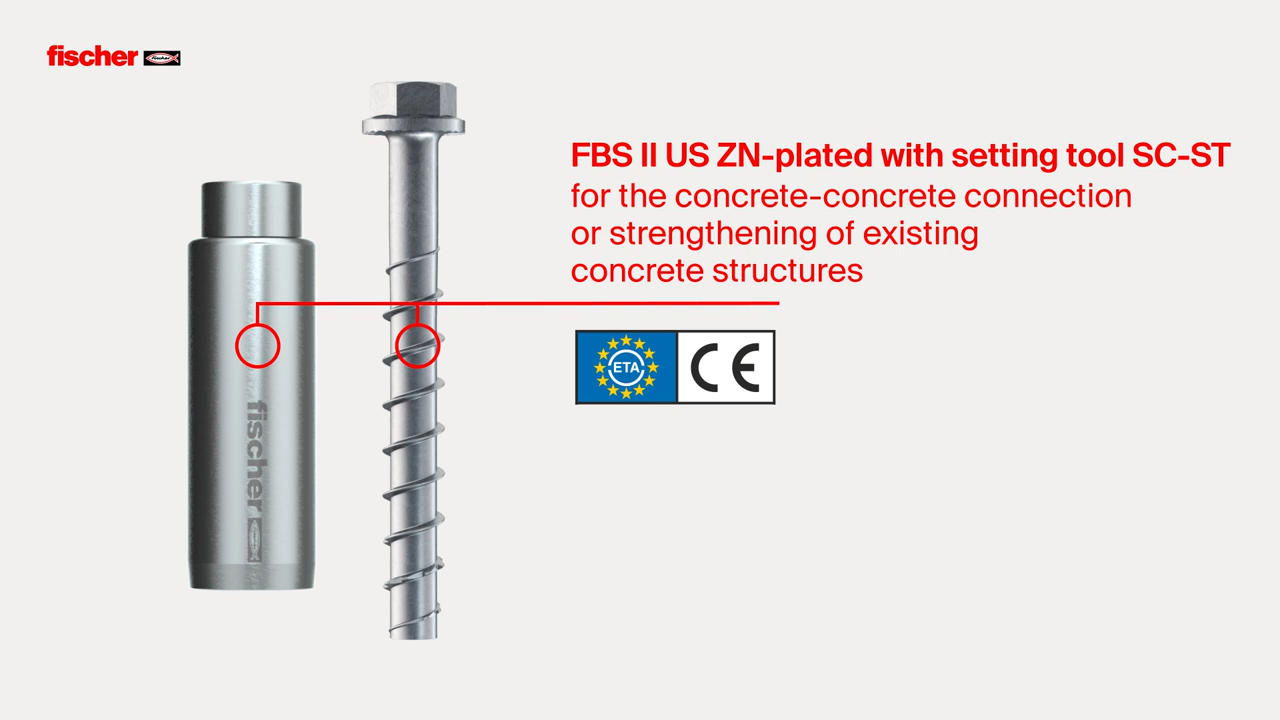 fischer
FBS II US ZN-plated with setting tool SC-ST
for the concrete-concrete connection
or strengthening of existing
concrete structures
ETA
CE
fischer